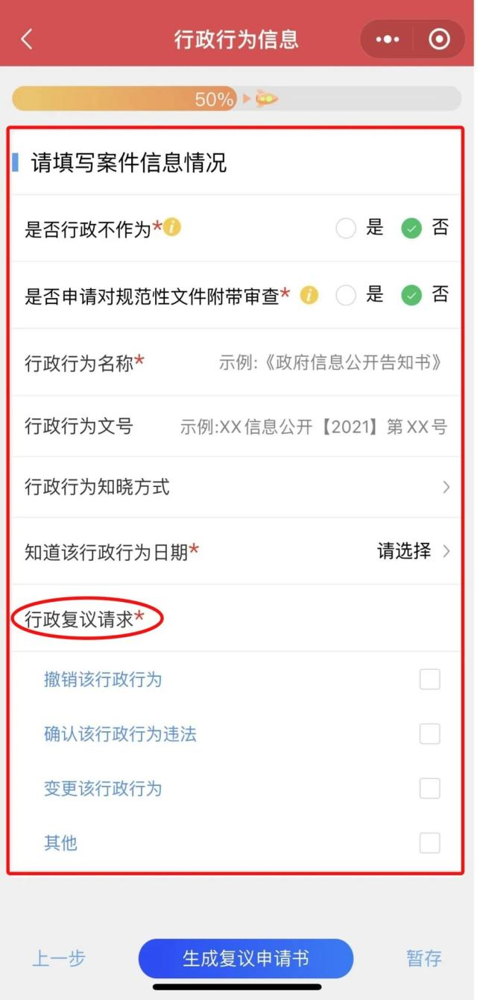 行政行为信息
50%
请填写案件信息情况
是否行政不作为* i 是 否
是否申请对规范性文件附带审查* i 是 否
行政行为名称* 示例:《政府信息公开告知书》
行政行为文号 示例:XX信息公开【2021】第XX号
行政行为知晓方式
知道该行政行为日期* 请选择
行政复议请求*
撤销该行政行为
确认该行政行为违法
变更该行政行为
其他
上一步 生成复议申请书 暂存